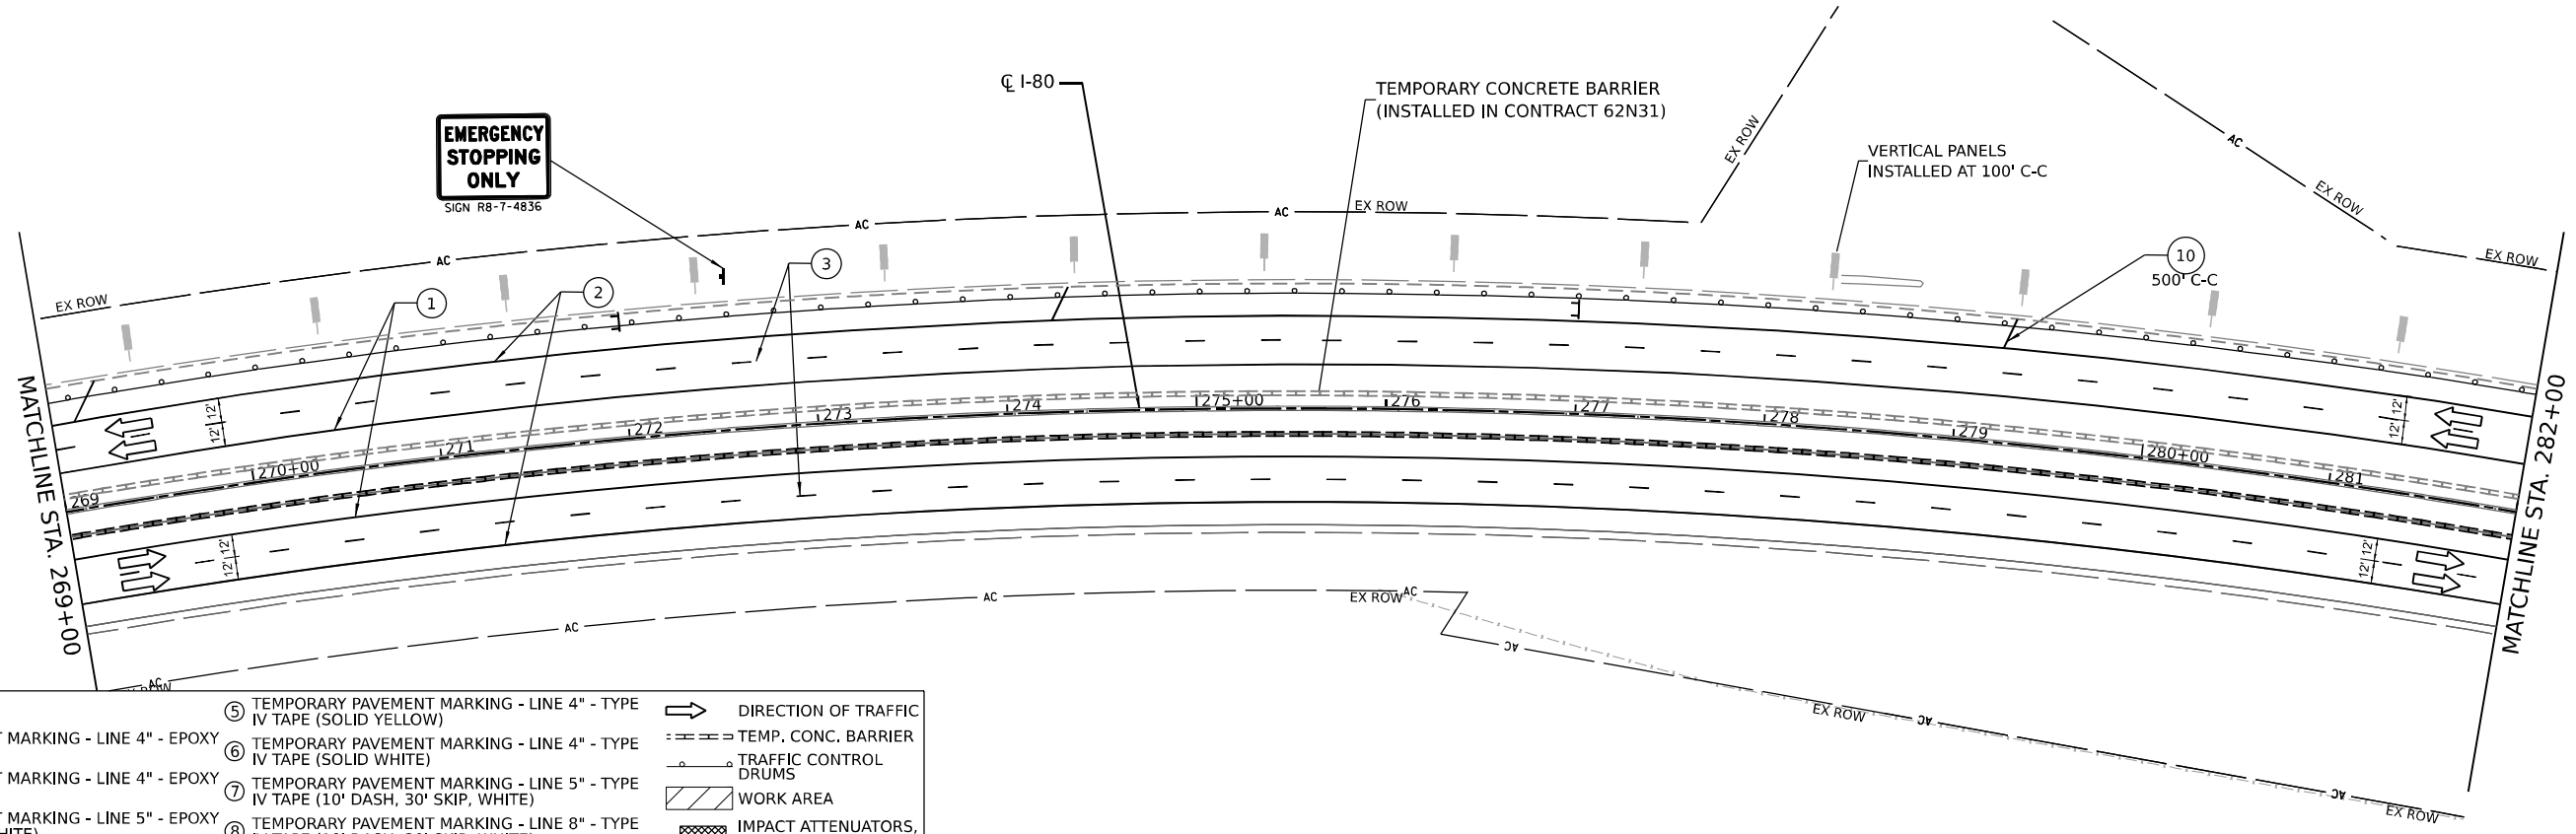 ℄ I-80
TEMPORARY CONCRETE BARRIER
(INSTALLED IN CONTRACT 62N31)
EMERGENCY
STOPPING
ONLY
SIGN R8-7-4836
VERTICAL PANELS
INSTALLED AT 100' C-C
EX ROW
AC
EX ROW
AC
EX ROW
AC
AC
AC
EX ROW
EX ROW
10
500' C-C
1
2
3
MATCHLINE STA. 269+00
MATCHLINE STA. 282+00
12'
12'
12'
12'
12'
12'
12'
12'
269
270+00
271
272
273
274
275+00
276
277
278
279
280+00
281
AC
AC
AC
EX ROW
AC
AC
EX ROW
AC
AC
EX ROW
5 TEMPORARY PAVEMENT MARKING - LINE 4" - TYPE
IV TAPE (SOLID YELLOW)
MARKING - LINE 4" - EPOXY
6 TEMPORARY PAVEMENT MARKING - LINE 4" - TYPE
IV TAPE (SOLID WHITE)
MARKING - LINE 4" - EPOXY
7 TEMPORARY PAVEMENT MARKING - LINE 5" - TYPE
IV TAPE (10' DASH, 30' SKIP, WHITE)
MARKING - LINE 5" - EPOXY
8 TEMPORARY PAVEMENT MARKING - LINE 8" - TYPE
DIRECTION OF TRAFFIC
TEMP. CONC. BARRIER
TRAFFIC CONTROL
DRUMS
WORK AREA
IMPACT ATTENUATORS,